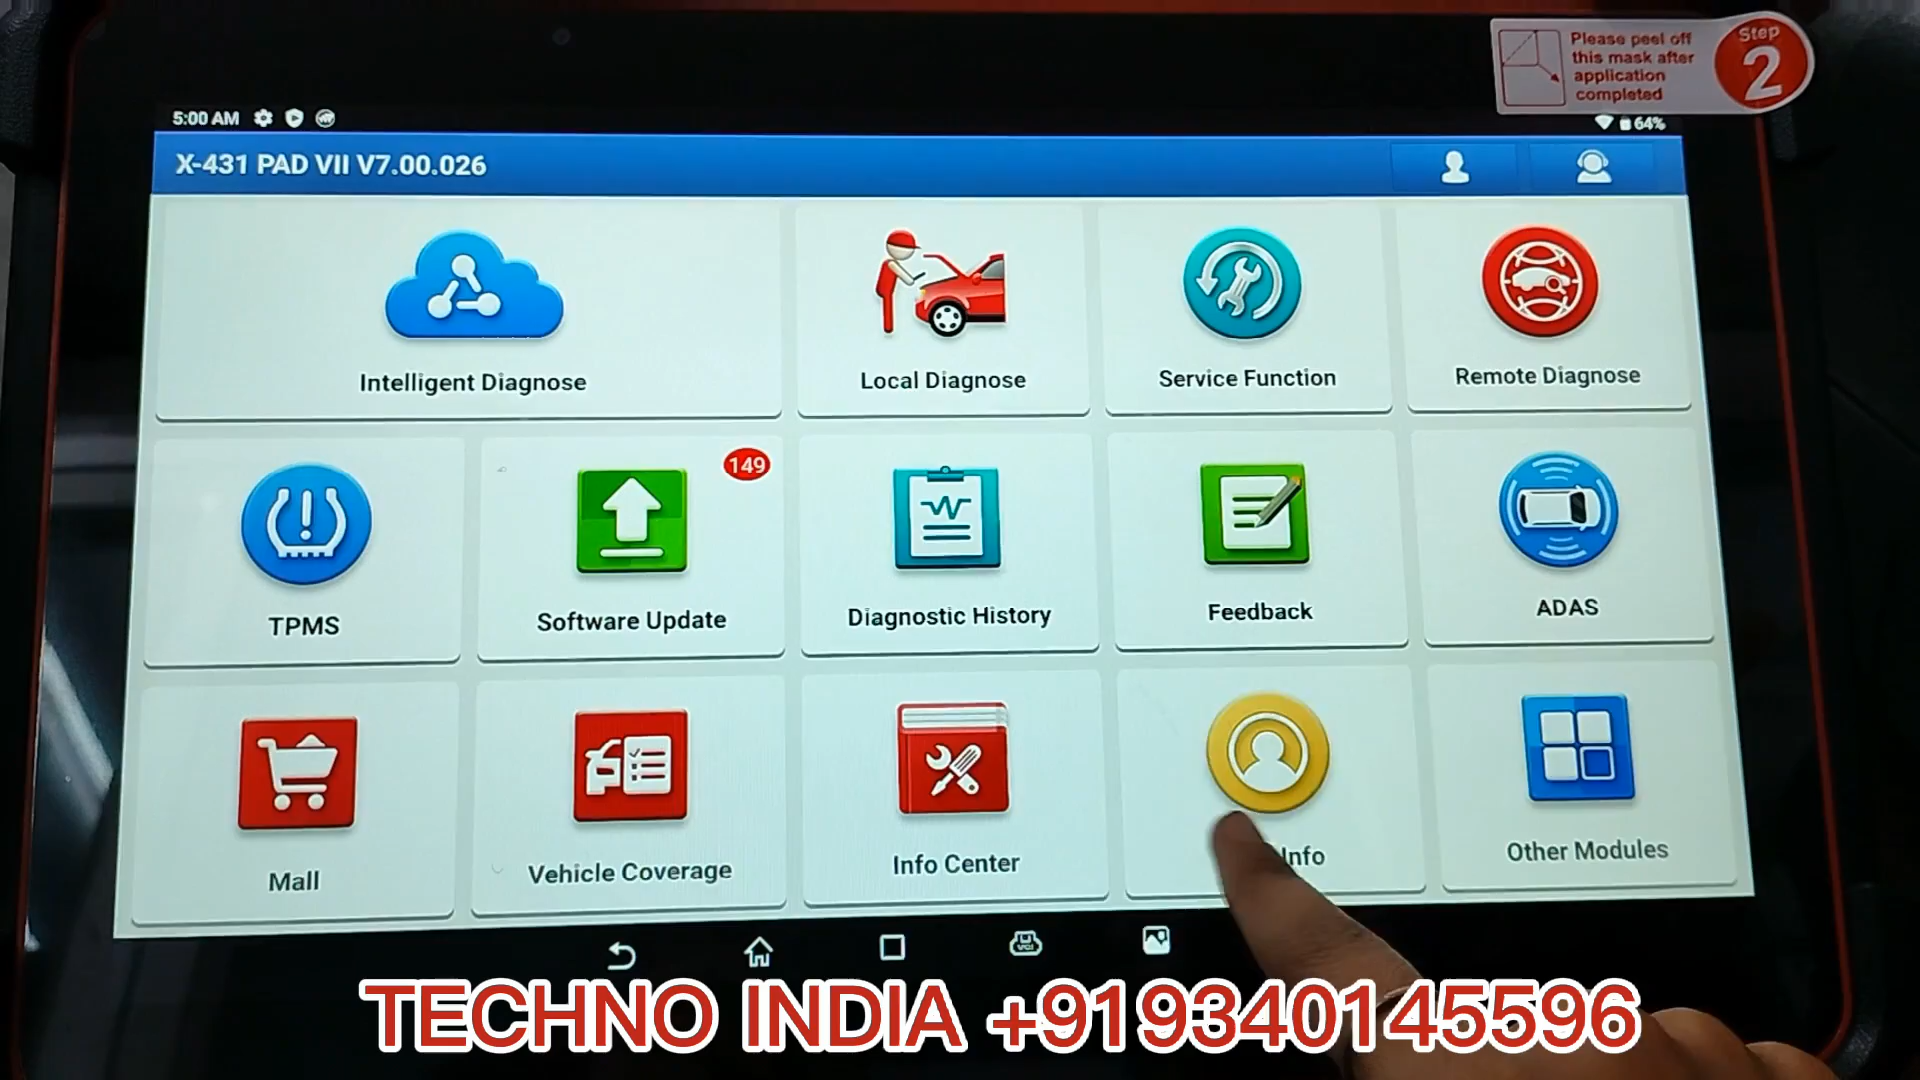 Please peel off
this mask after
application
completed
Step
2
5:00 AM
64%
X-431 PAD VII V7.00.026
Intelligent Diagnose
Local Diagnose
Service Function
Remote Diagnose
149
TPMS
Software Update
Diagnostic History
Feedback
ADAS
Mall
Vehicle Coverage
Info Center
Info
Other Modules
VCI
TECHNO INDIA +919340145596